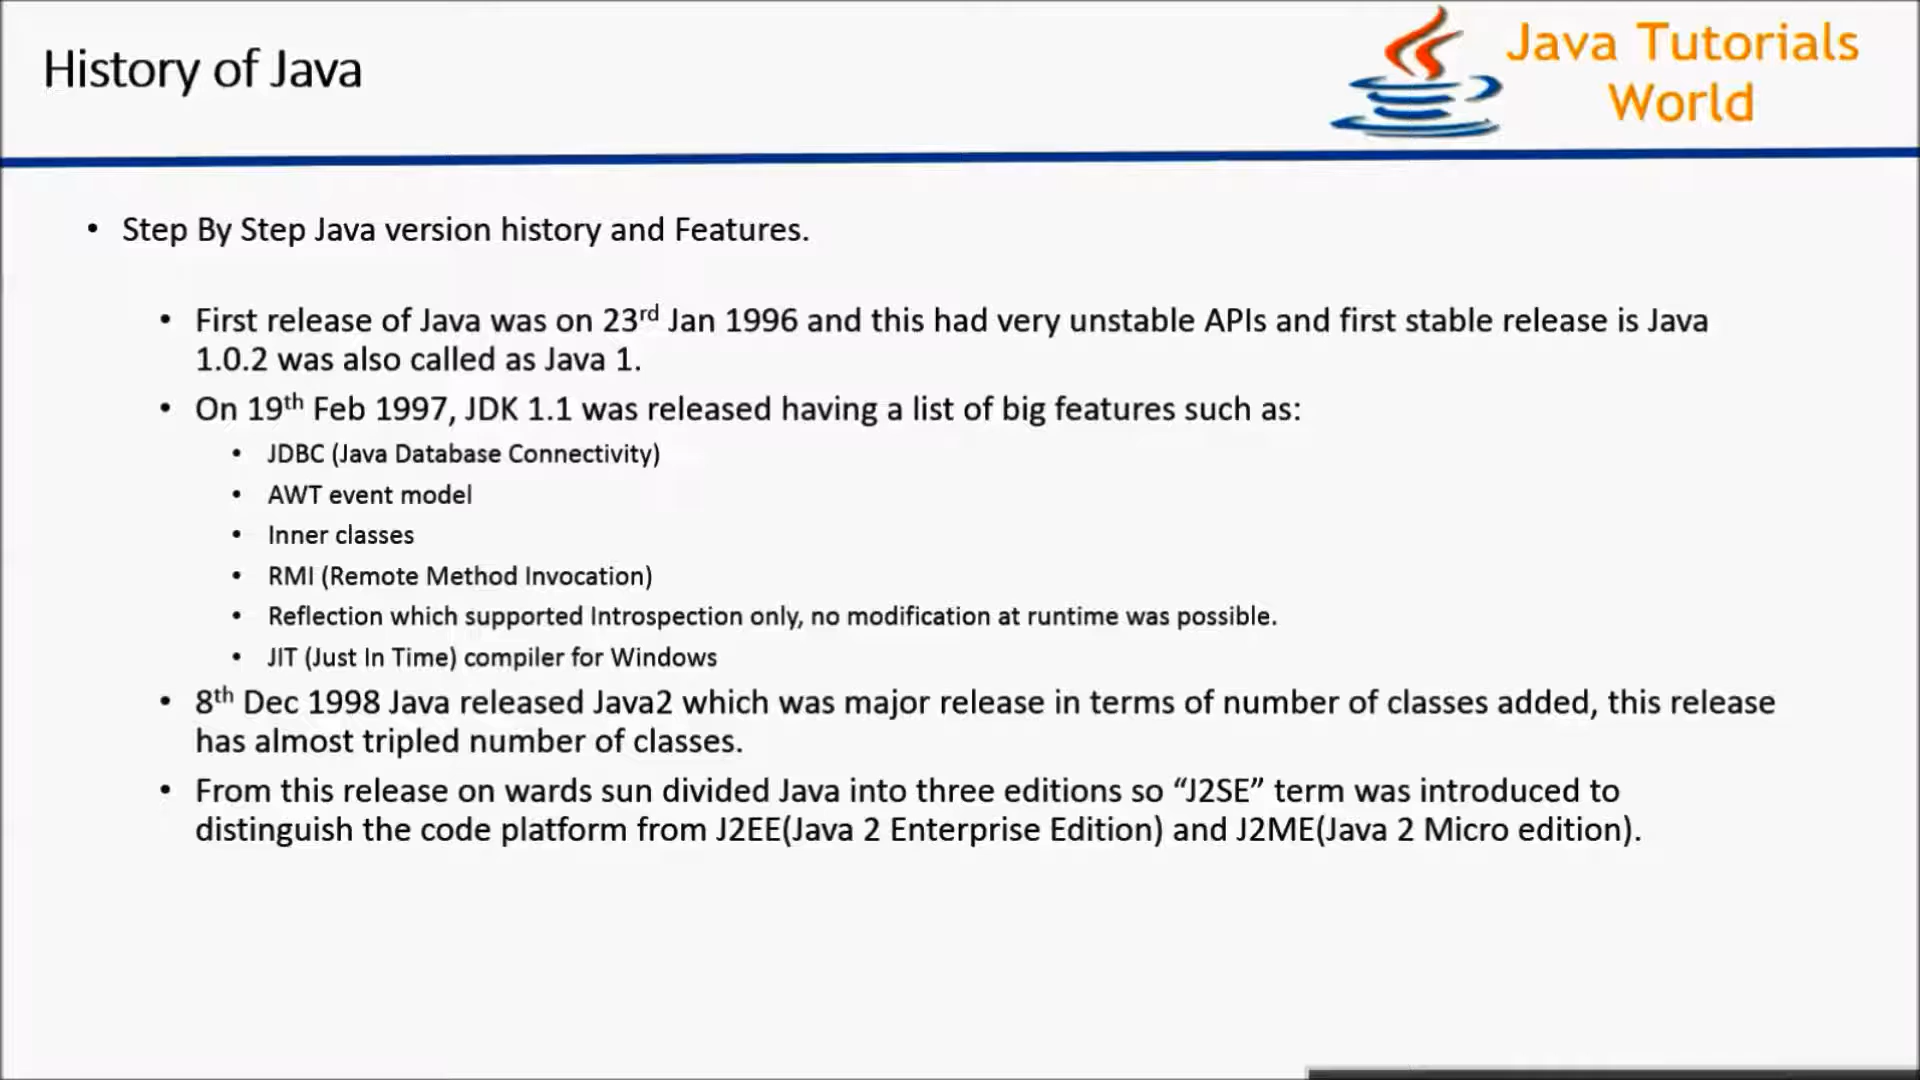 History of Java
Java Tutorials
World
• Step By Step Java version history and Features.
• First release of Java was on 23rd Jan 1996 and this had very unstable APIs and first stable release is Java
1.0.2 was also called as Java 1.
• On 19th Feb 1997, JDK 1.1 was released having a list of big features such as:
• JDBC (Java Database Connectivity)
• AWT event model
• Inner classes
• RMI (Remote Method Invocation)
• Reflection which supported Introspection only, no modification at runtime was possible.
• JIT (Just In Time) compiler for Windows
• 8th Dec 1998 Java released Java2 which was major release in terms of number of classes added, this release
has almost tripled number of classes.
• From this release on wards sun divided Java into three editions so “J2SE” term was introduced to
distinguish the code platform from J2EE(Java 2 Enterprise Edition) and J2ME(Java 2 Micro edition).